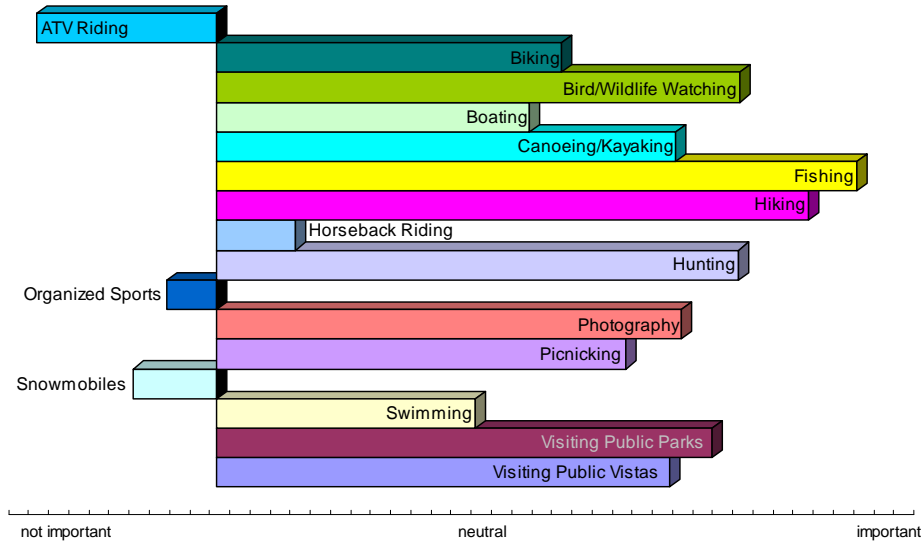 ATV Riding
Biking
Bird/Wildlife Watching
Boating
Canoeing/Kayaking
Fishing
Hiking
Horseback Riding
Hunting
Organized Sports
Photography
Picnicking
Snowmobiles
Swimming
Visiting Public Parks
Visiting Public Vistas
not important neutral important